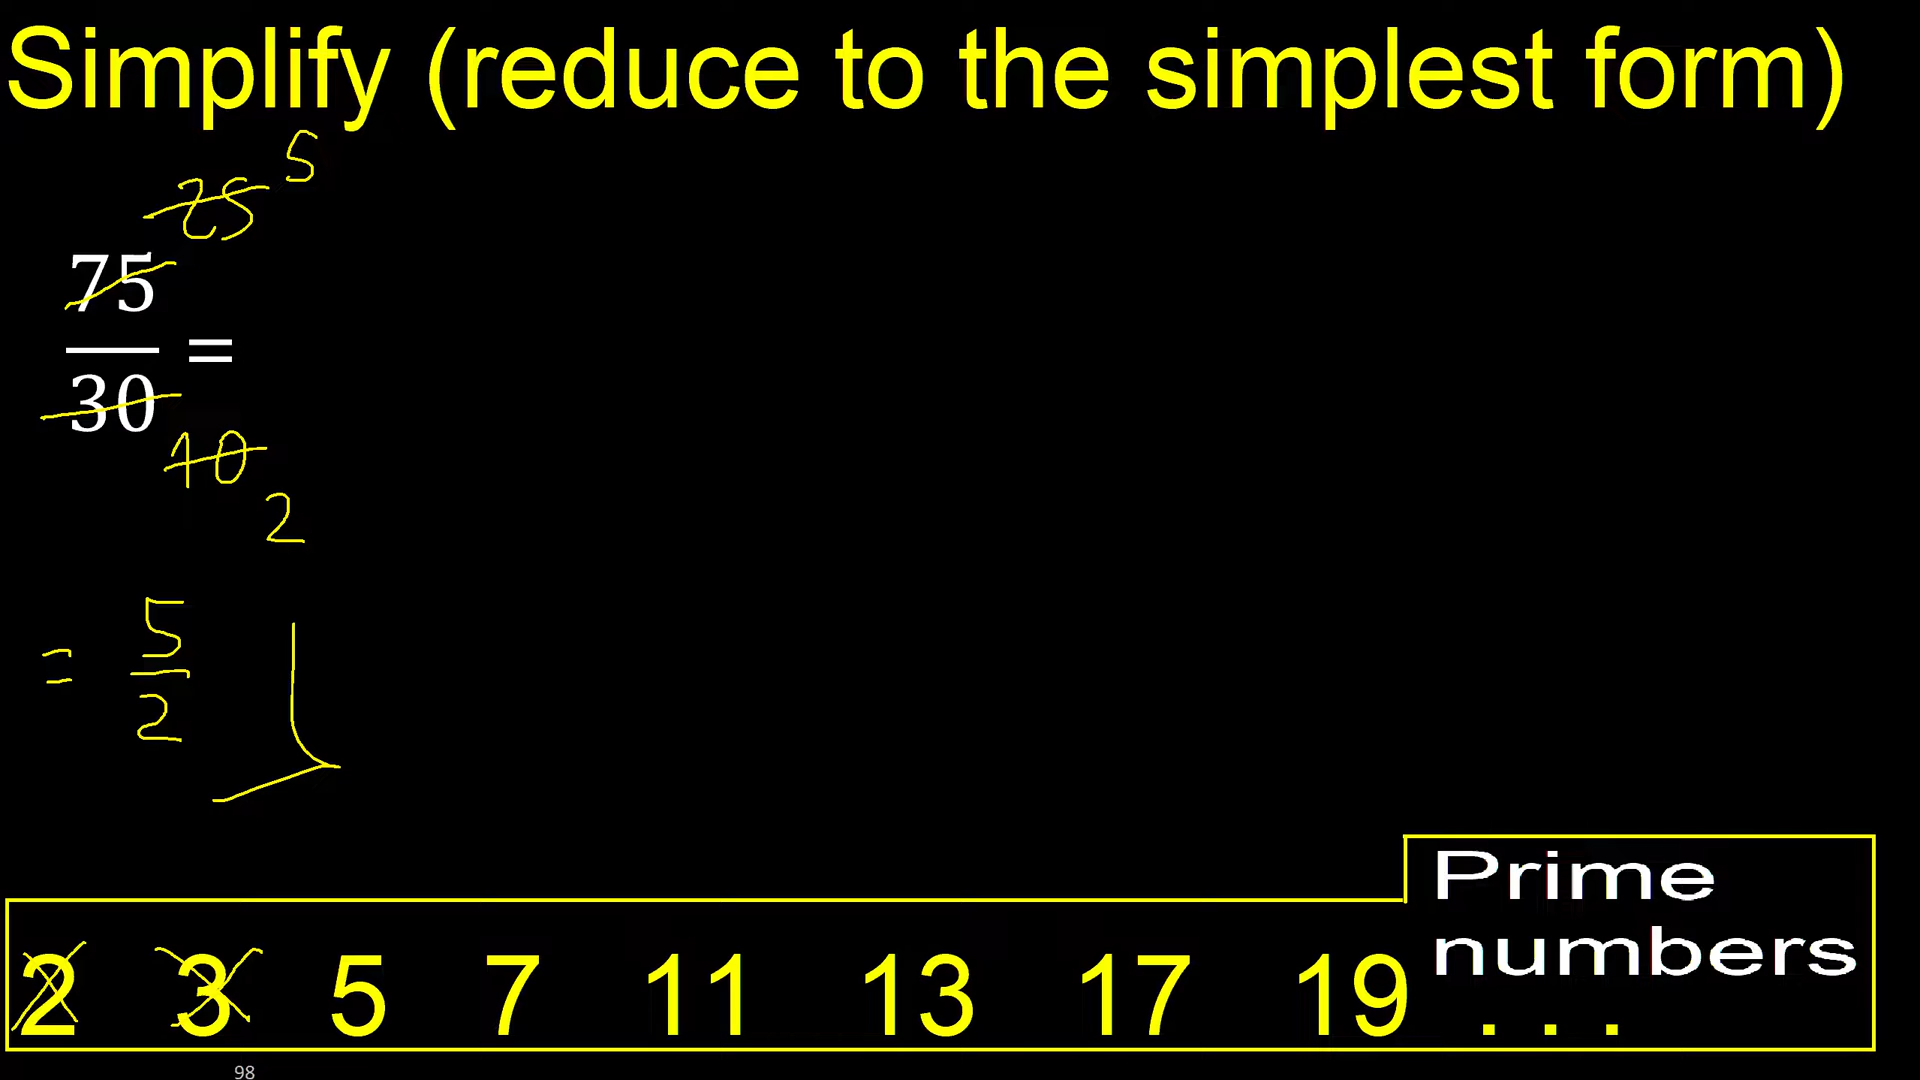 Simplify (reduce to the simplest form)
25 5
75
30
=
10
2
= 5
2
Prime
numbers
2 3 5 7 11 13 17 19 . . .
98